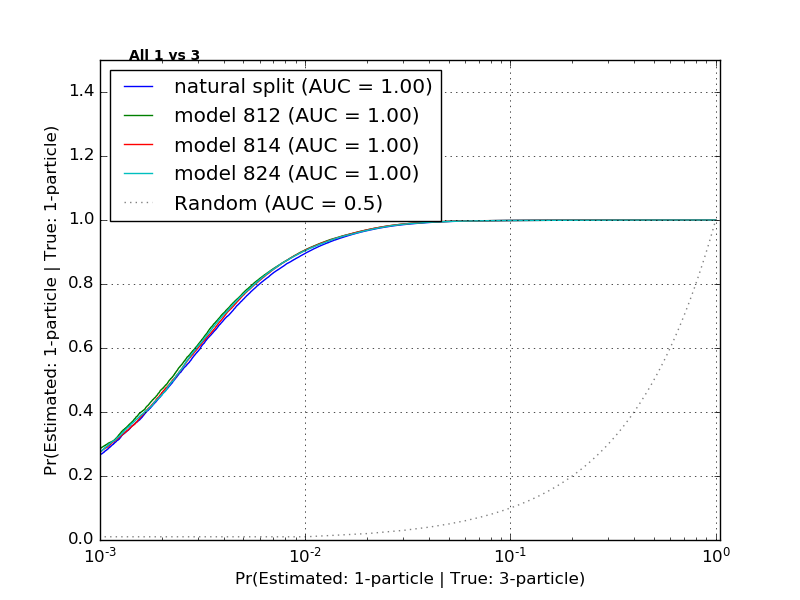 All 1 vs 3
natural split (AUC = 1.00)
model 812 (AUC = 1.00)
model 814 (AUC = 1.00)
model 824 (AUC = 1.00)
Random (AUC = 0.5)
1.4
1.2
1.0
0.8
0.6
0.4
0.2
0.0
Pr(Estimated: 1-particle | True: 1-particle)
10⁻³ 10⁻² 10⁻¹ 10⁰
Pr(Estimated: 1-particle | True: 3-particle)